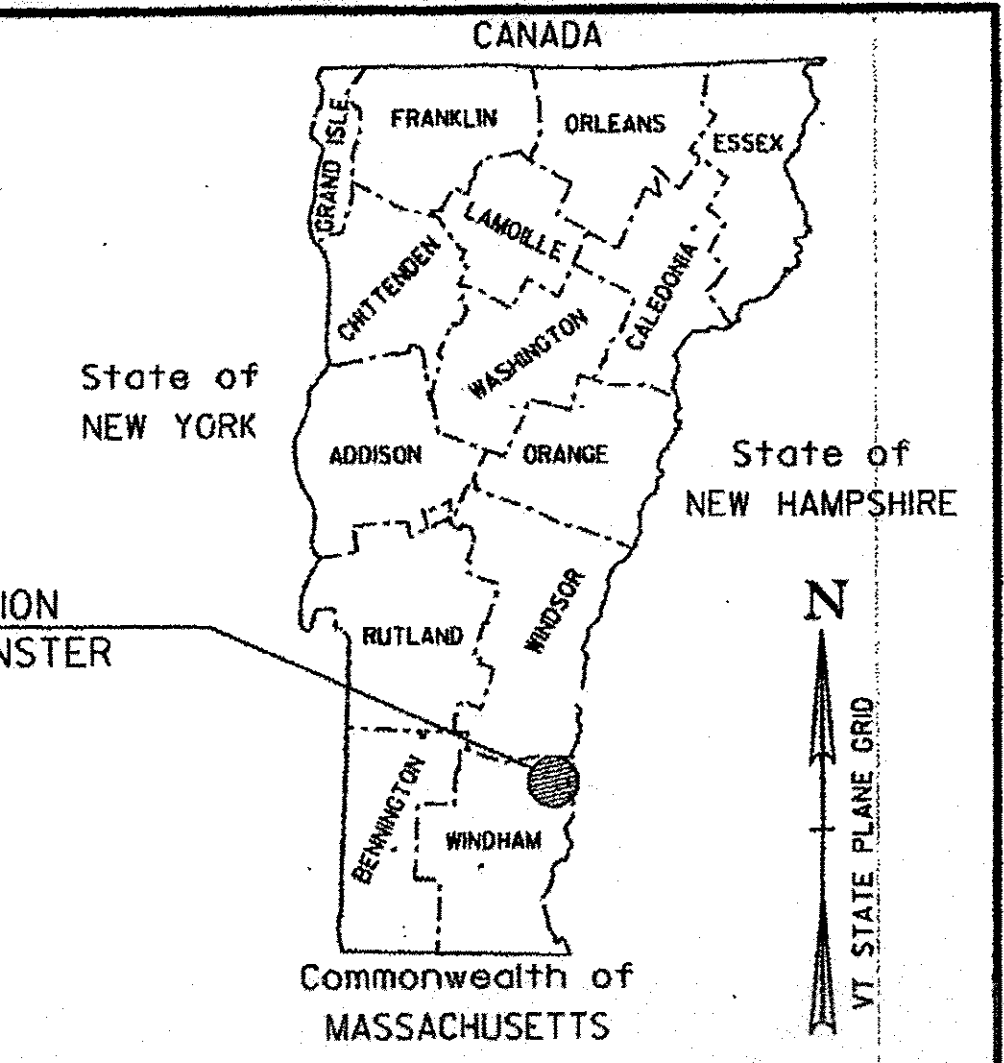 CANADA
GRAND ISLE
FRANKLIN
ORLEANS
ESSEX
LAMOILLE
CHITTENDEN
CALEDONIA
WASHINGTON
State of
NEW YORK
ADDISON
ORANGE
State of
NEW HAMPSHIRE
WINDSOR
N
ION
NSTER
RUTLAND
VT STATE PLANE GRID
BENNINGTON
WINDHAM
Commonwealth of
MASSACHUSETTS